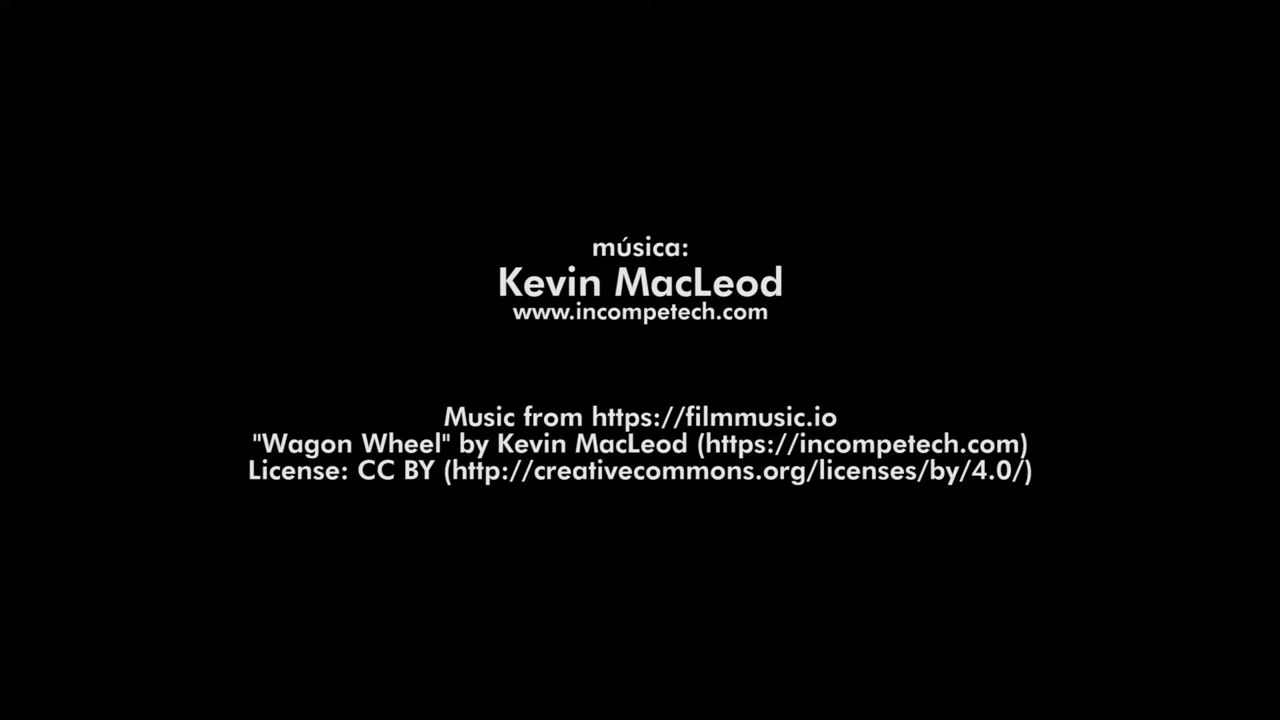 música:
Kevin MacLeod
www.incompetech.com
Music from https://filmmusic.io
"Wagon Wheel" by Kevin MacLeod (https://incompetech.com)
License: CC BY (http://creativecommons.org/licenses/by/4.0/)